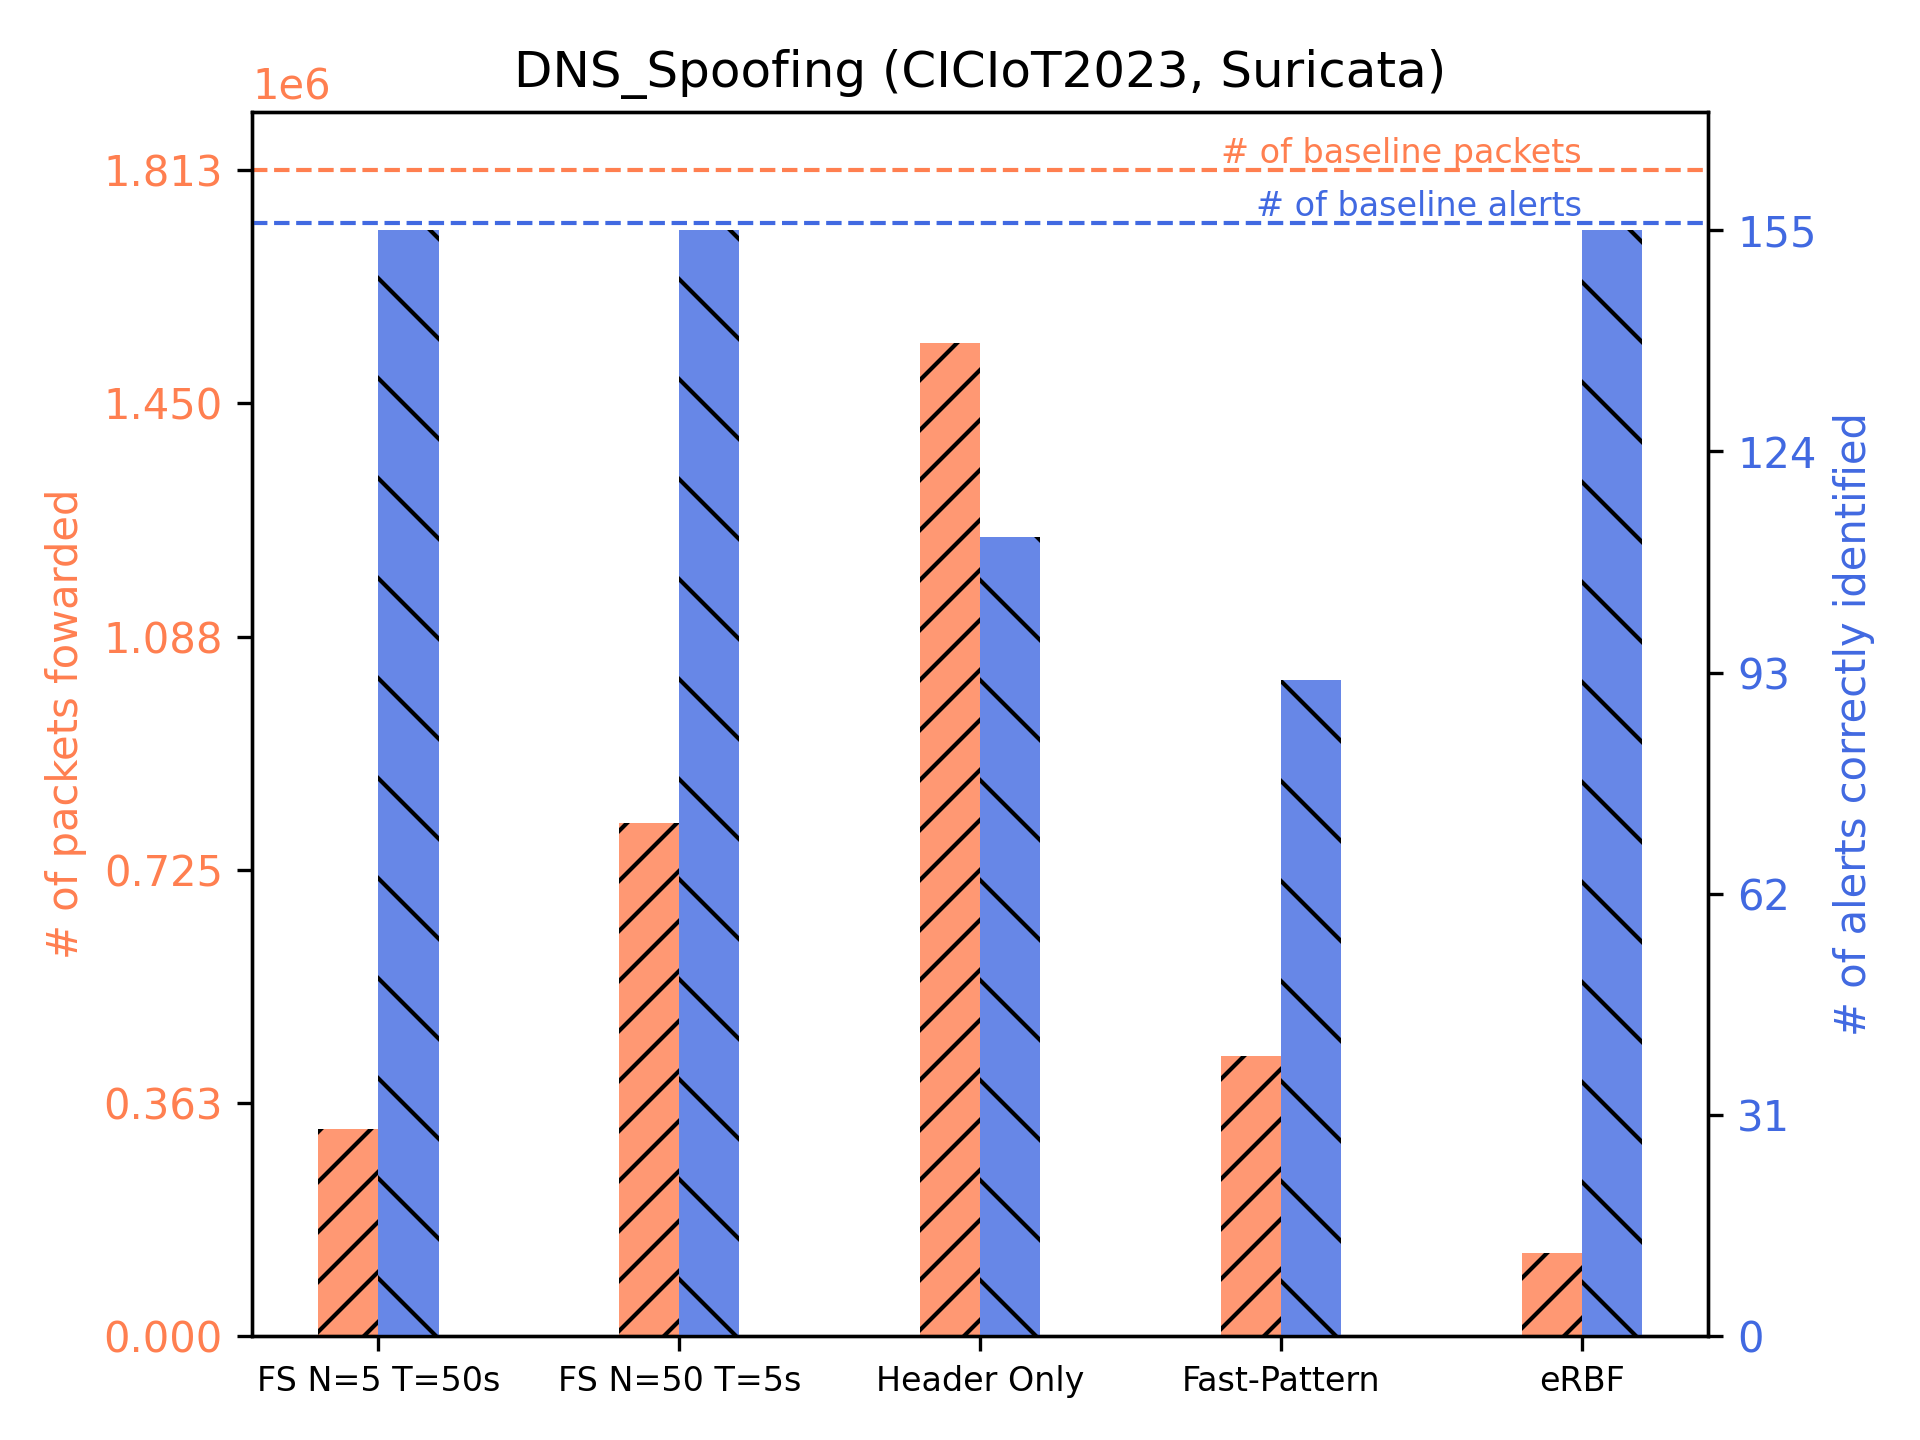 DNS_Spoofing (CICIoT2023, Suricata)
1e6
# of baseline packets
# of baseline alerts
1.813
1.450
1.088
0.725
0.363
0.000
# of packets fowarded
155
124
93
62
31
0
# of alerts correctly identified
FS N=5 T=50s
FS N=50 T=5s
Header Only
Fast-Pattern
eRBF